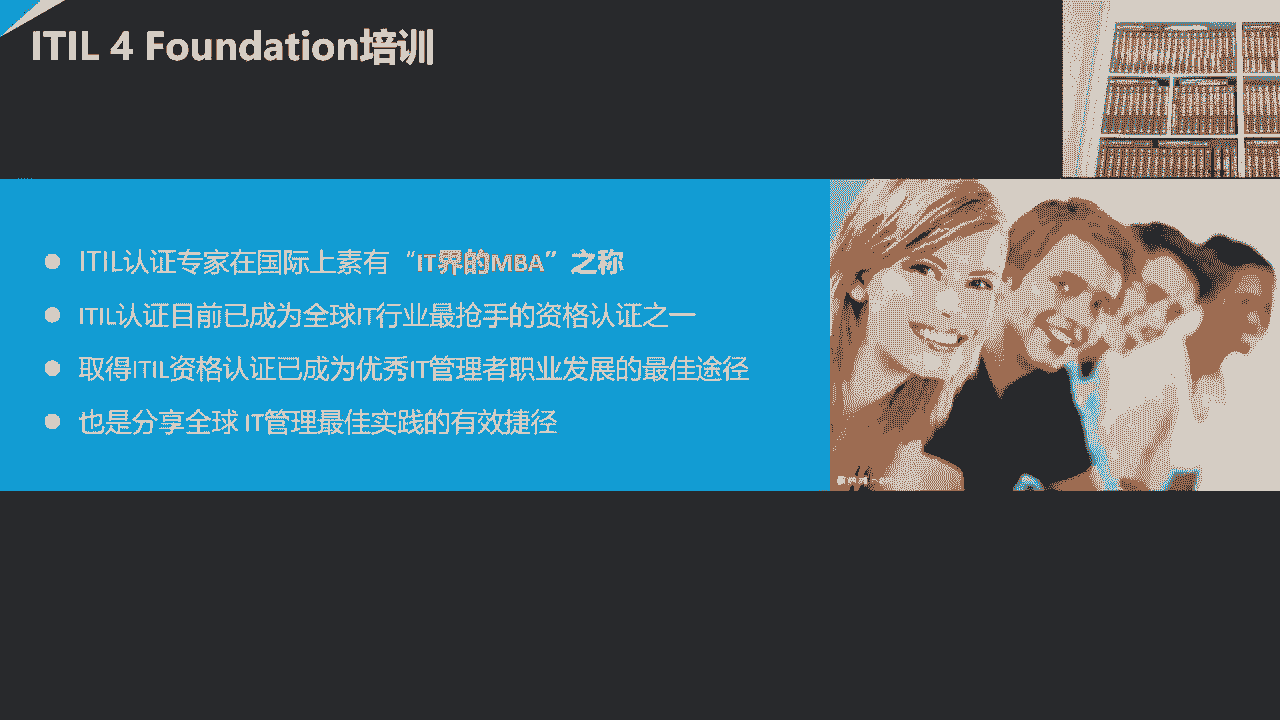 ITIL 4 Foundation培训
ITIL认证专家在国际上素有“IT界的MBA”之称
ITIL认证目前已成为全球IT行业最抢手的资格认证之一
取得ITIL资格认证已成为优秀IT管理者职业发展的最佳途径
也是分享全球 IT管理最佳实践的有效捷径